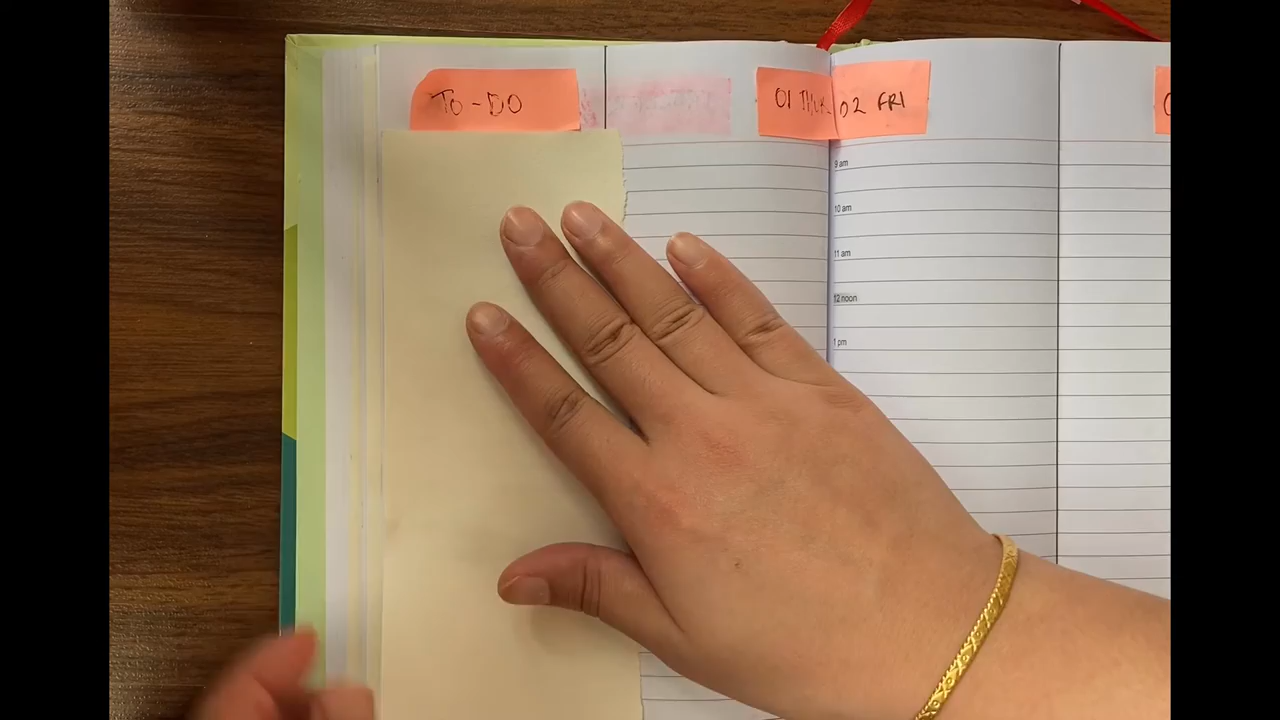 TO-DO
01 THUR
02 FRI
9 am
10 am
11 am
12 noon
1 pm